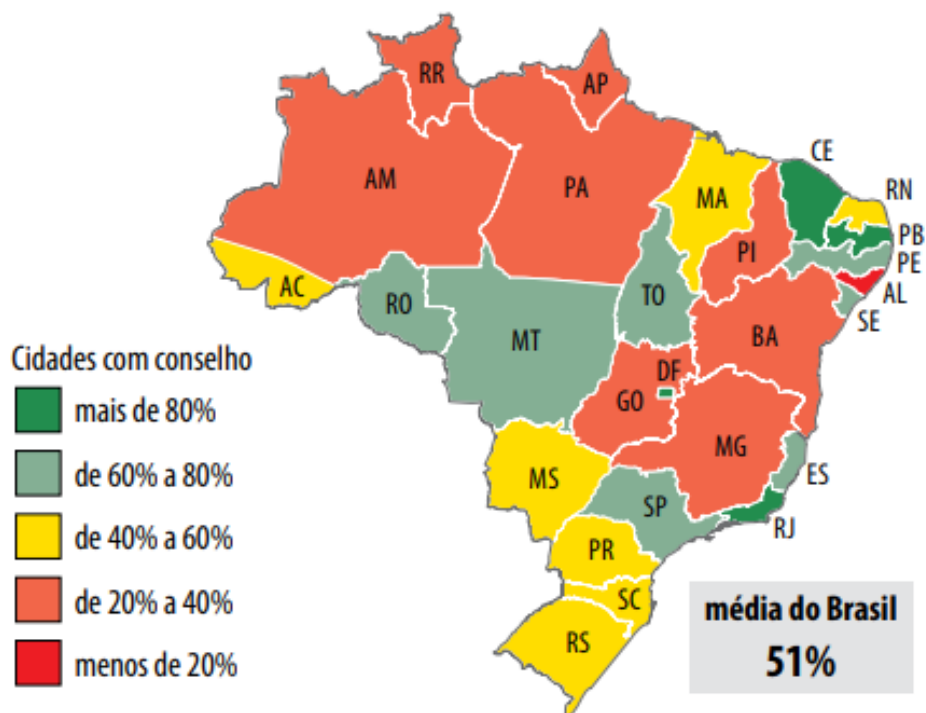 RR
AP
AM
PA
MA
CE
RN
PB
PE
AL
SE
PI
AC
RO
TO
MT
BA
DF
GO
MG
ES
MS
SP
RJ
PR
SC
RS
Cidades com conselho
mais de 80%
de 60% a 80%
de 40% a 60%
de 20% a 40%
menos de 20%
média do Brasil
51%